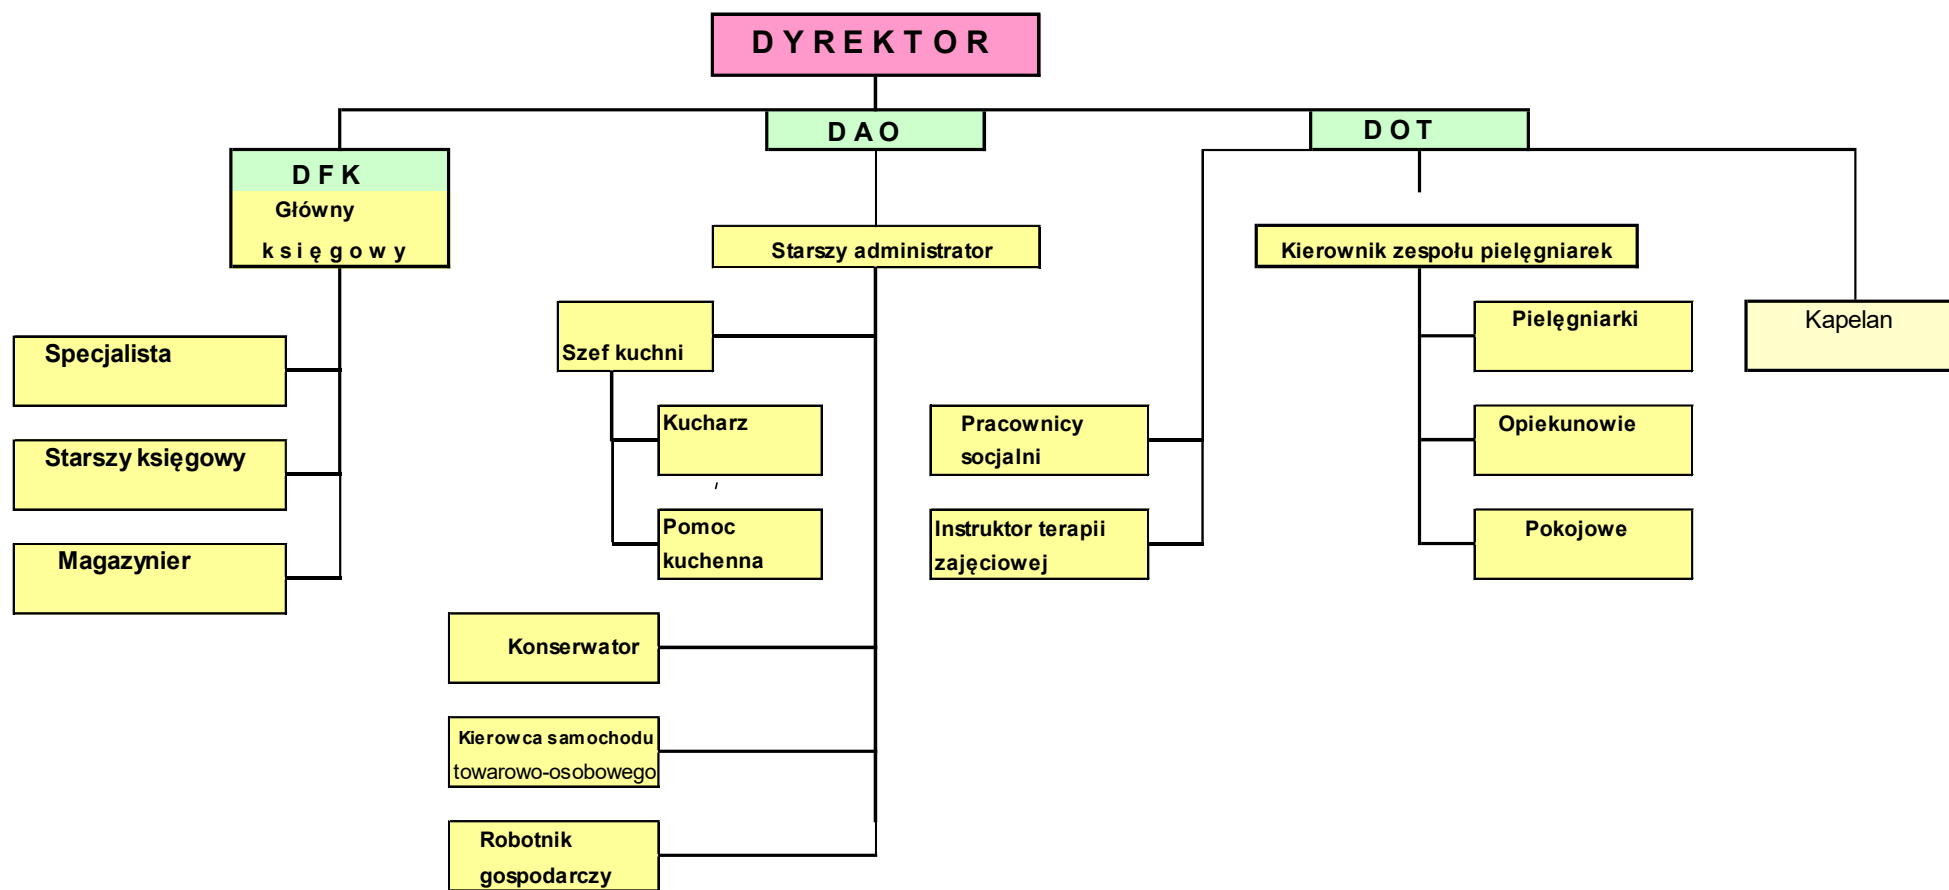 DYREKTOR
DAO
DOT
DFK
Główny
księgowy
Starszy administrator
Kierownik zespołu pielęgniarek
Specjalista
Starszy księgowy
Magazynier
Szef kuchni
Kucharz
Pomoc
kuchenna
Konserwator
Kierowca samochodu
towarowo-osobowego
Robotnik
gospodarczy
Pracownicy
socjalni
Instruktor terapii
zajęciowej
Pielęgniarki
Opiekunowie
Pokojowe
Kapelan